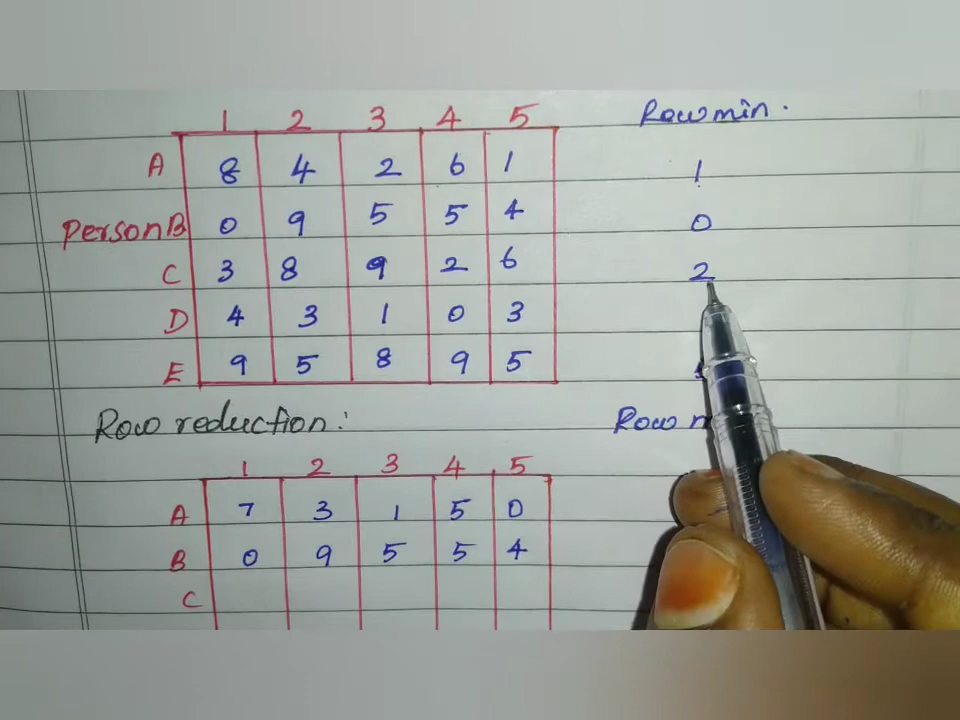 1 2 3 4 5 Row min.
A 8 4 2 6 1 1
Person B 0 9 5 5 4 0
C 3 8 9 2 6 2
D 4 3 1 0 3
E 9 5 8 9 5
Row reduction:
1 2 3 4 5
A 7 3 1 5 0
B 0 9 5 5 4
C